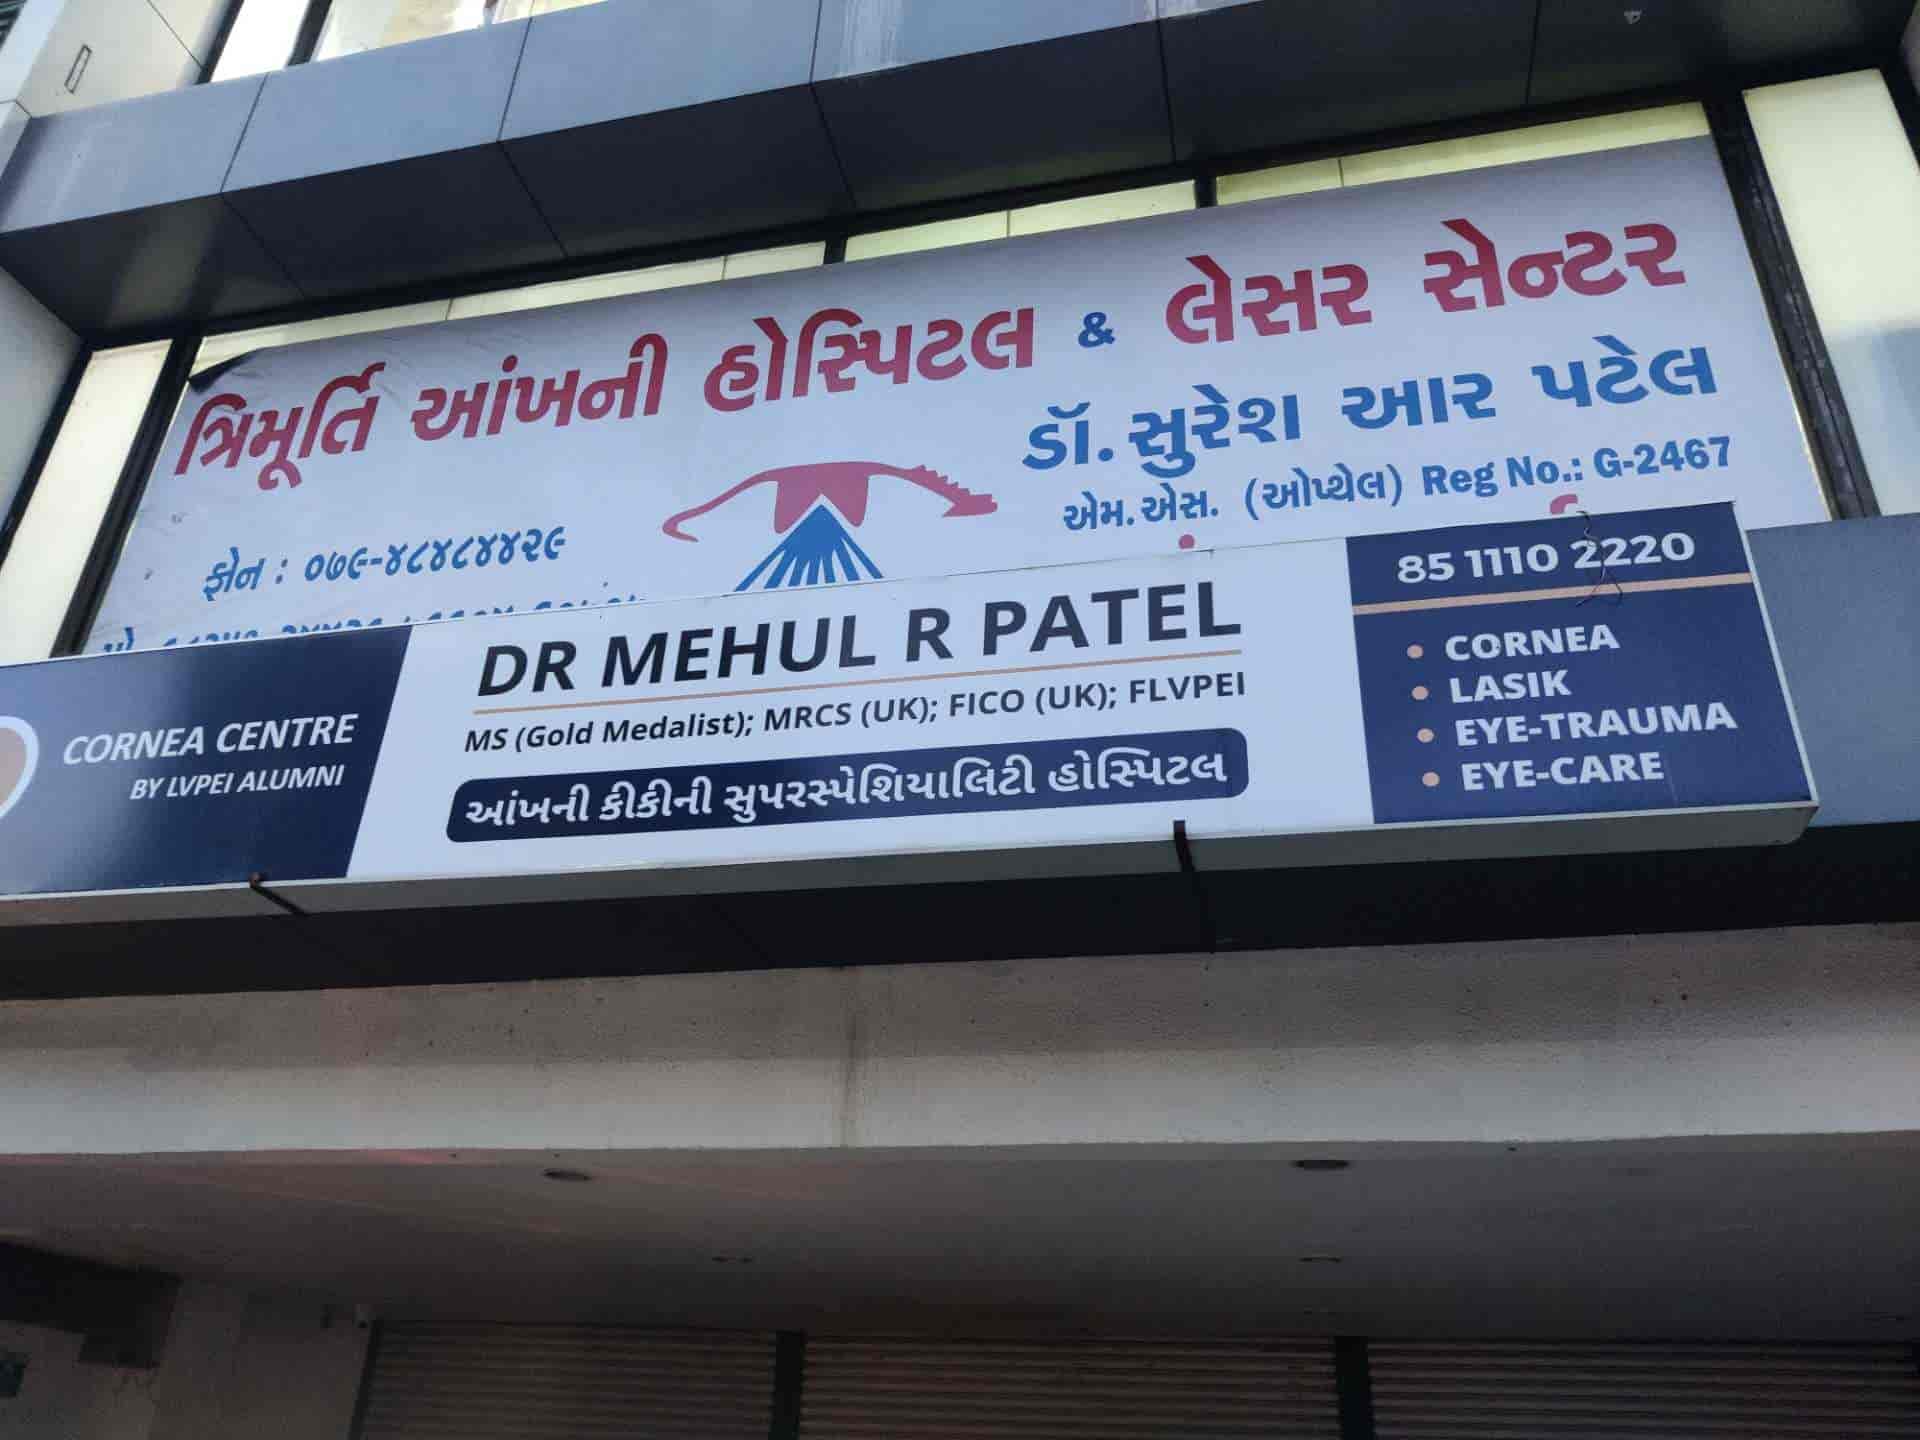 ત્રિમૂર્તિ આંખની હોસ્પિટલ & લેસર સેન્ટર
ડૉ. સુરેશ આર પટેલ
એમ.એસ. (ઓપ્થેલ) Reg No.: G-2467
ફોન : ૦૭૯-૪૮૪૮૪૪૨૯
CORNEA CENTRE
BY LVPEI ALUMNI
DR MEHUL R PATEL
MS (Gold Medalist); MRCS (UK); FICO (UK); FLVPEI
આંખની કીકીની સુપરસ્પેશિયાલિટી હોસ્પિટલ
85 1110 2220
• CORNEA
• LASIK
• EYE-TRAUMA
• EYE-CARE